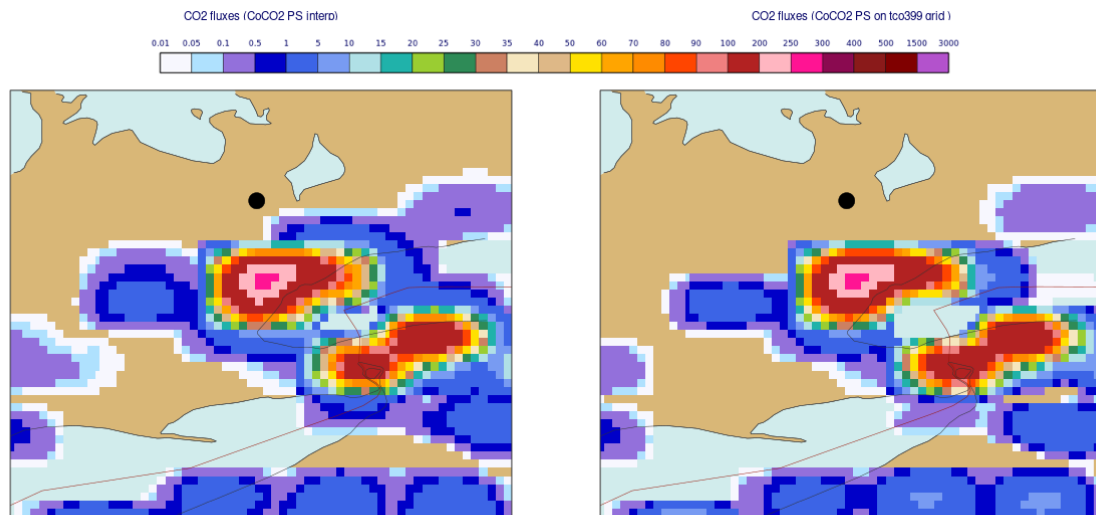 CO2 fluxes (CoCO2 PS interp)
CO2 fluxes (CoCO2 PS on tco399 grid )
0.01 0.05 0.1 0.5 1 5 10 15 20 25 30 35 40 50 60 70 80 90 100 200 250 300 400 500 1500 3000